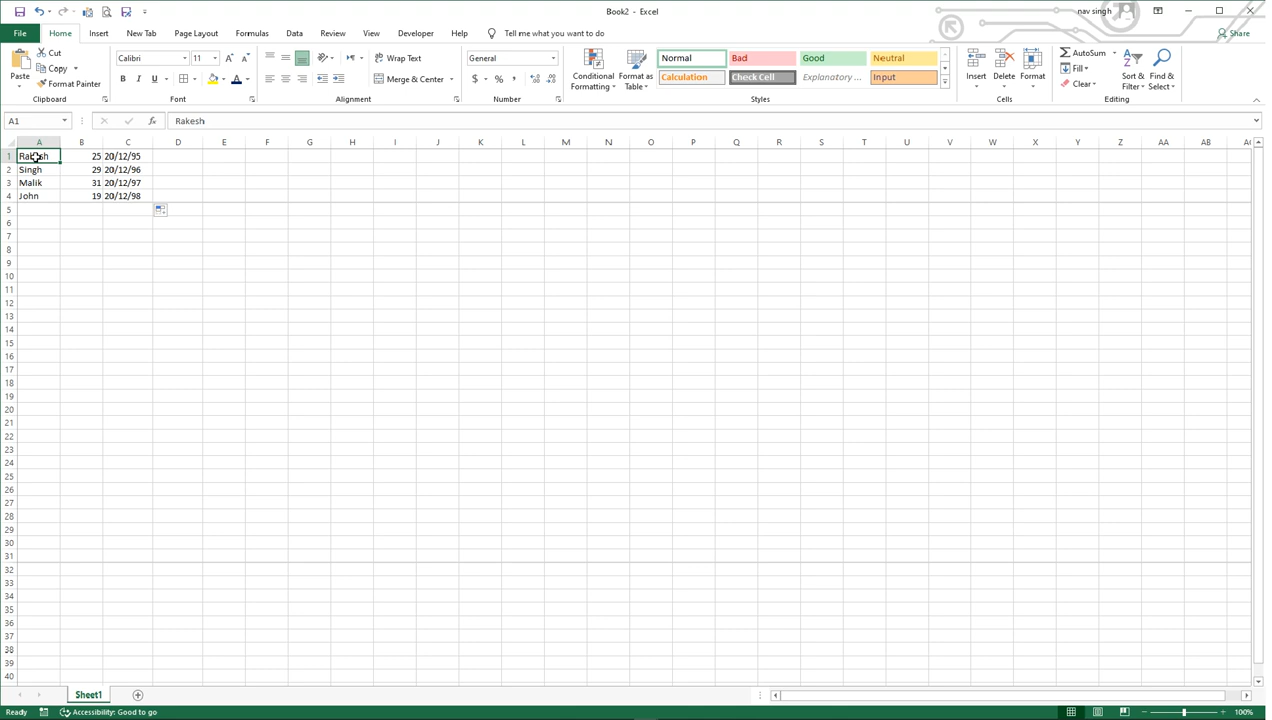 Book2 - Excel
nav singh
File Home Insert New Tab Page Layout Formulas Data Review View Developer Help Tell me what you want to do Share
Cut Calibri 11 Wrap Text General Normal Bad Good Neutral AutoSum
Paste Copy Conditional Format as Insert Delete Format Fill Sort & Find &
Format Painter B I U A Merge & Center $ % , Formatting Table Calculation Check Cell Explanatory ... Input Clear Filter Select
Clipboard Font Alignment Number Styles Cells Editing
A1 fx Rakesh
A B C D E F G H I J K L M N O P Q R S T U V W X Y Z AA AB
1 Rakesh 25 20/12/95
2 Singh 29 20/12/96
3 Malik 31 20/12/97
4 John 19 20/12/98
5
6
7
8
9
10
11
12
13
14
15
16
17
18
19
20
21
22
23
24
25
26
27
28
29
30
31
32
33
34
35
36
37
38
39
40
Sheet1
Ready Accessibility: Good to go 100%